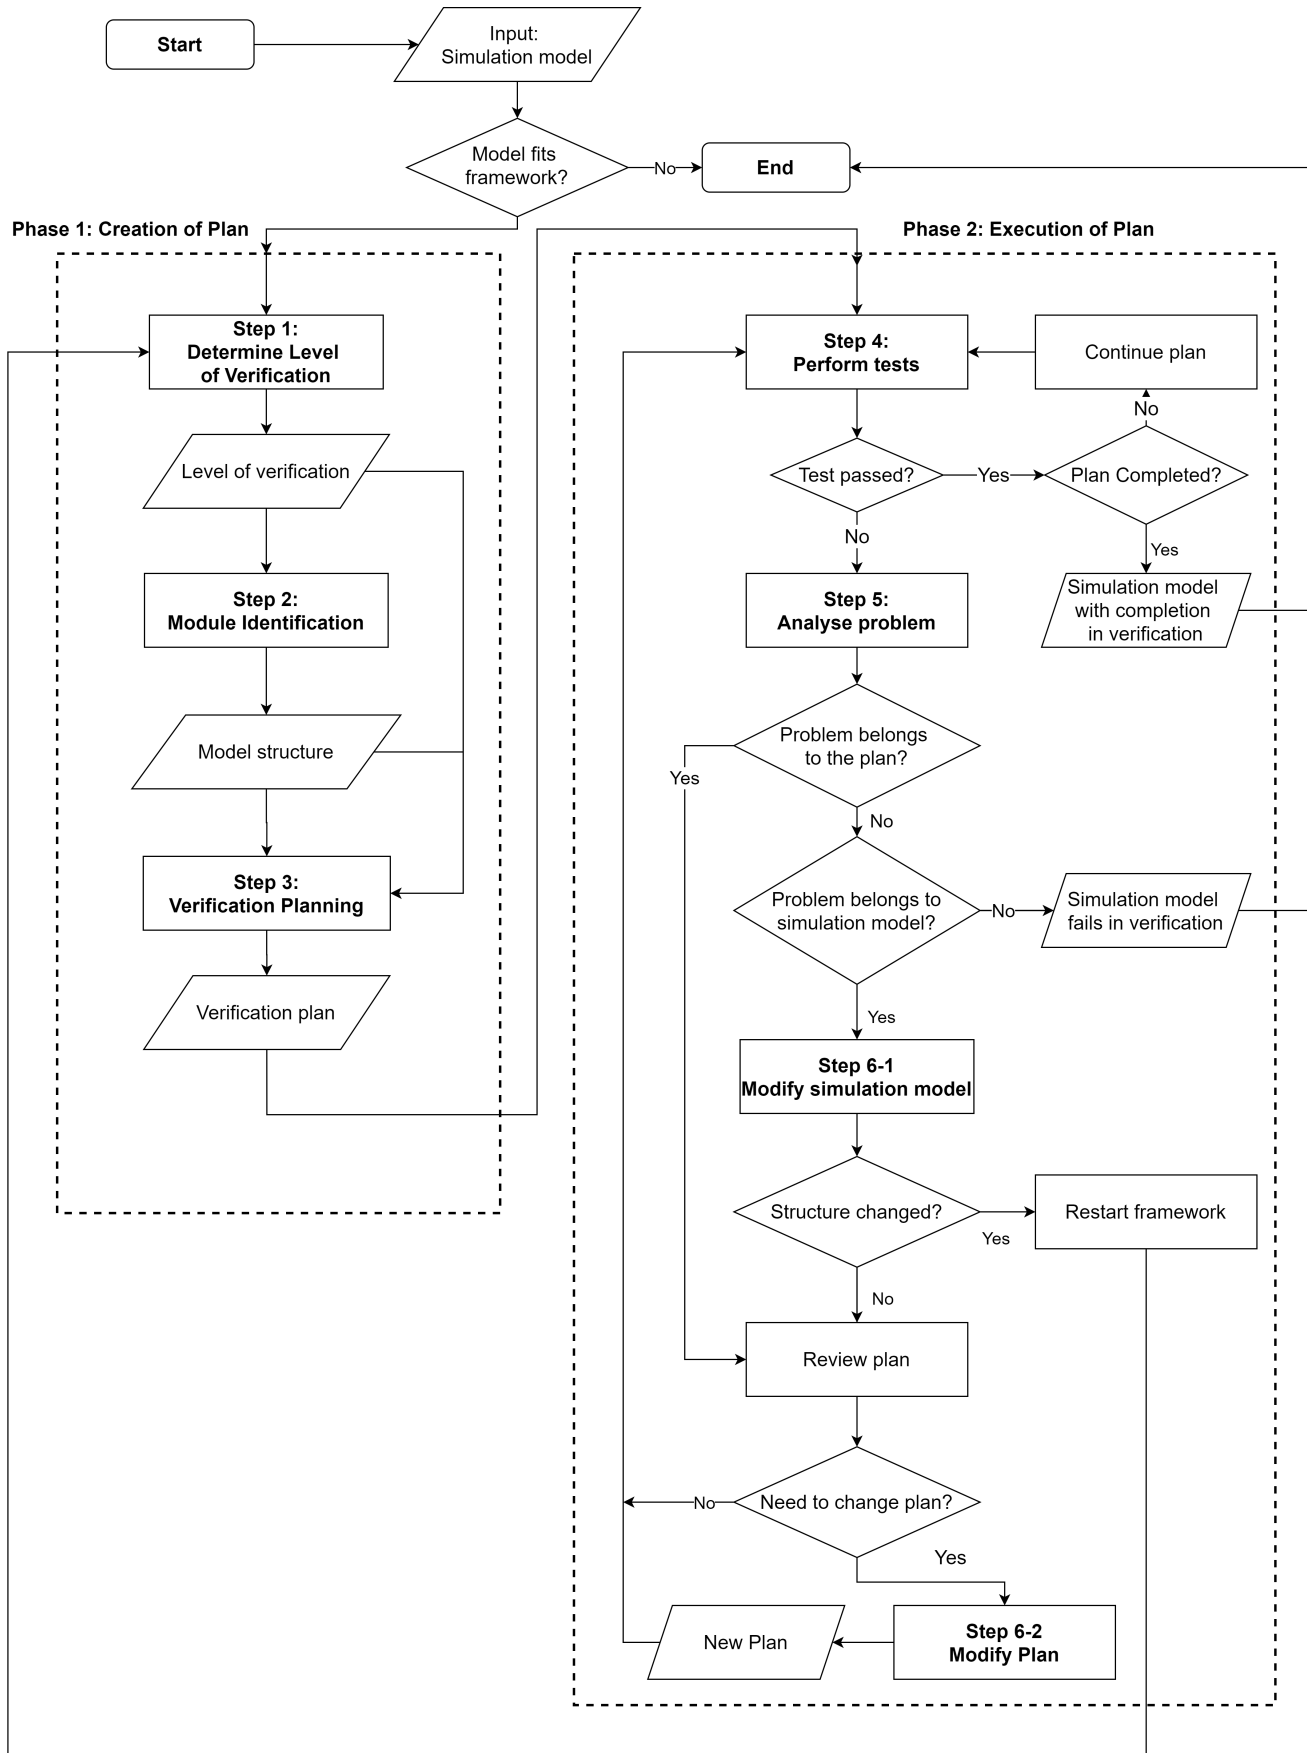 Start
Input:
Simulation model
Model fits
framework?
No
End
Phase 1: Creation of Plan
Phase 2: Execution of Plan
Step 1:
Determine Level
of Verification
Level of verification
Step 2:
Module Identification
Model structure
Step 3:
Verification Planning
Verification plan
Step 4:
Perform tests
Continue plan
No
Test passed?
Yes
Plan Completed?
No
Yes
Step 5:
Analyse problem
Simulation model
with completion
in verification
Problem belongs
to the plan?
Yes
No
Problem belongs to
simulation model?
No
Simulation model
fails in verification
Yes
Step 6-1
Modify simulation model
Structure changed?
Yes
Restart framework
No
Review plan
Need to change plan?
No
Yes
New Plan
Step 6-2
Modify Plan